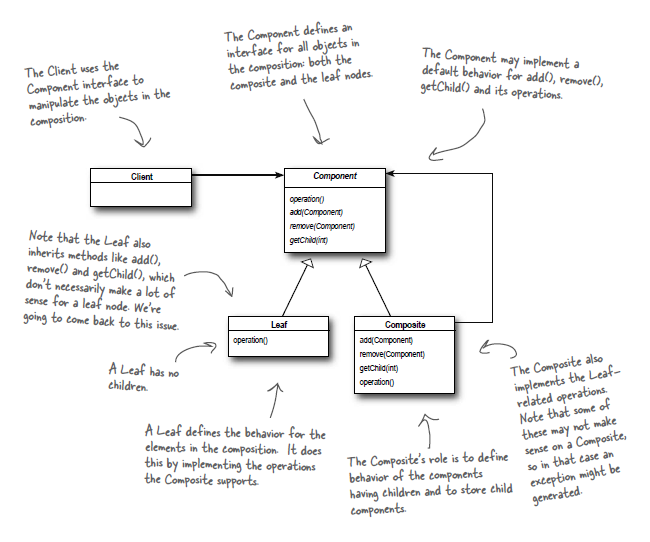 The Component defines an
interface for all objects in
the composition: both the
composite and the leaf nodes.
The Component may implement a
default behavior for add(), remove(),
getChild() and its operations.
The Client uses the
Component interface to
manipulate the objects in the
composition.
Client
Component
operation()
add(Component)
remove(Component)
getChild(int)
Note that the Leaf also
inherits methods like add(),
remove() and getChild(), which
don't necessarily make a lot of
sense for a leaf node. We're
going to come back to this issue.
Leaf
operation()
Composite
add(Component)
remove(Component)
getChild(int)
operation()
A Leaf has no
children.
The Composite also
implements the Leaf-
related operations.
Note that some of
these may not make
sense on a Composite,
so in that case an
exception might be
generated.
A Leaf defines the behavior for the
elements in the composition. It does
this by implementing the operations
the Composite supports.
The Composite's role is to define
behavior of the components
having children and to store child
components.